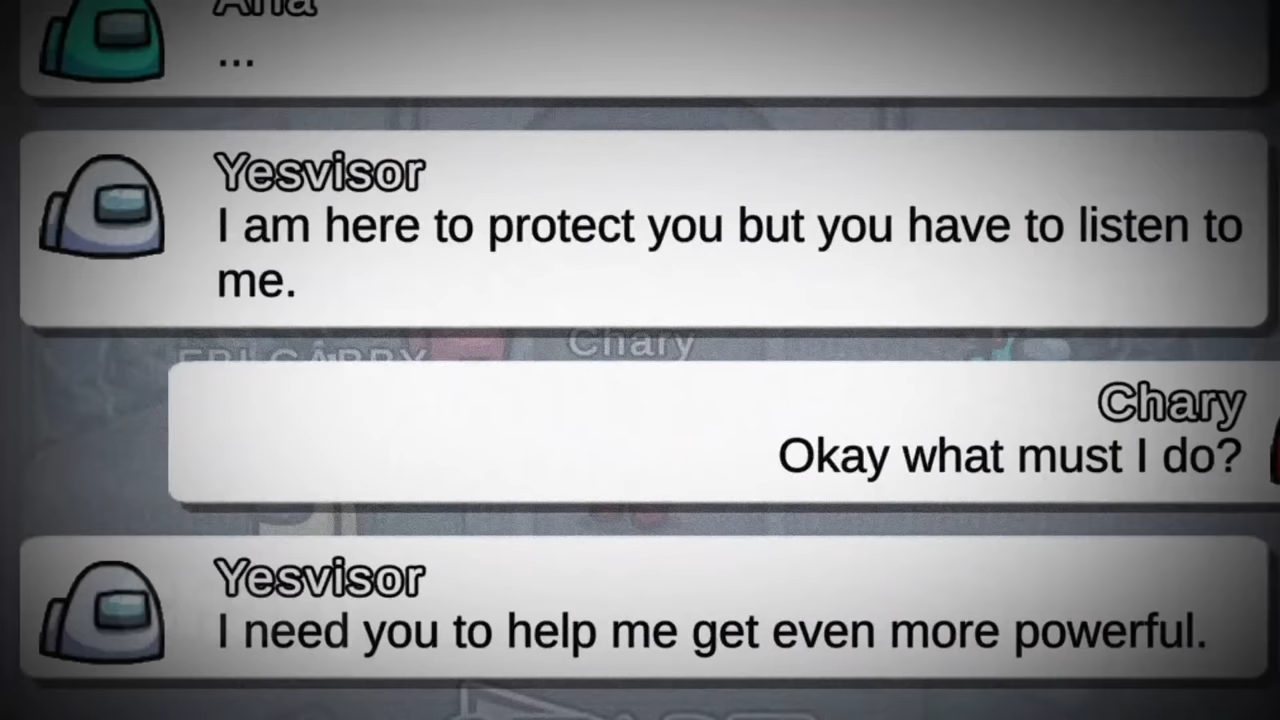 Aria
...
Yesvisor
I am here to protect you but you have to listen to
me.
Chary
Chary
Okay what must I do?
Yesvisor
I need you to help me get even more powerful.